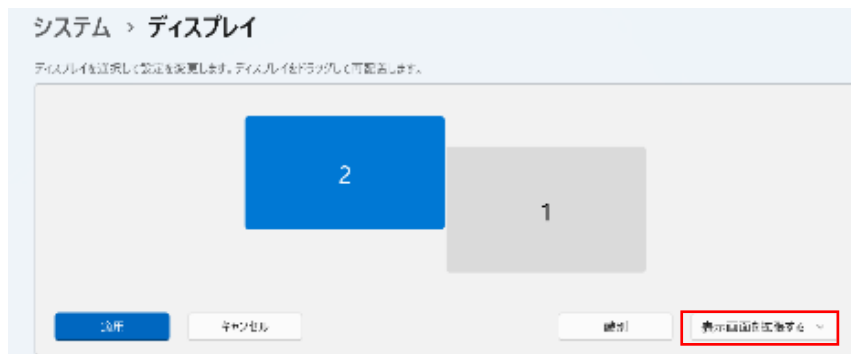 システム › ディスプレイ
ディスプレイを選択して設定を変更します。ディスプレイをドラッグして再配置します。
2
1
適用
キャンセル
識別
表示画面を拡張する